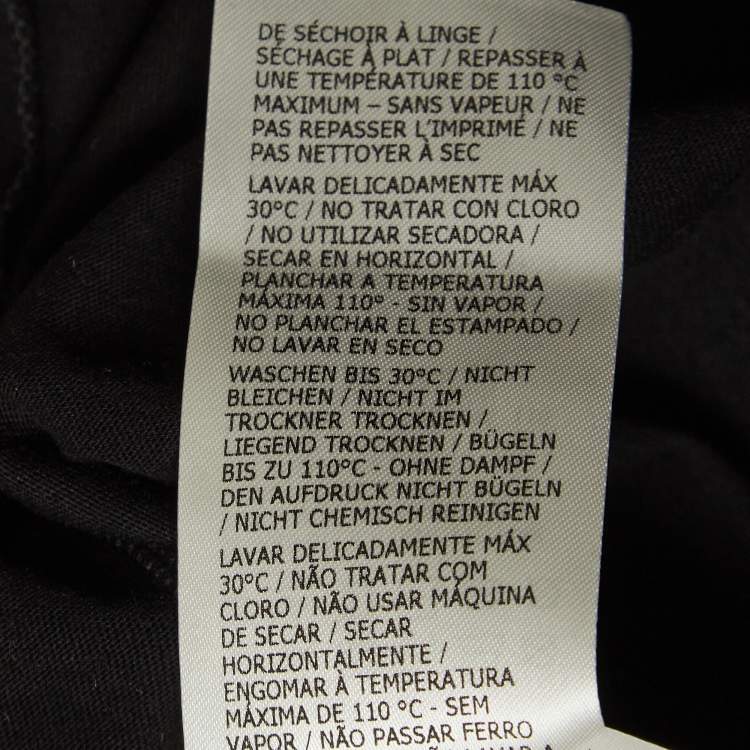 DE SÉCHOIR À LINGE /
SÉCHAGE À PLAT / REPASSER À
UNE TEMPÉRATURE DE 110 °C
MAXIMUM – SANS VAPEUR / NE
PAS REPASSER L'IMPRIMÉ / NE
PAS NETTOYER À SEC
LAVAR DELICADAMENTE MÁX
30°C / NO TRATAR CON CLORO
/ NO UTILIZAR SECADORA /
SECAR EN HORIZONTAL /
PLANCHAR A TEMPERATURA
MÁXIMA 110° - SIN VAPOR /
NO PLANCHAR EL ESTAMPADO /
NO LAVAR EN SECO
WASCHEN BIS 30°C / NICHT
BLEICHEN / NICHT IM
TROCKNER TROCKNEN /
LIEGEND TROCKNEN / BÜGELN
BIS ZU 110°C - OHNE DAMPF /
DEN AUFDRUCK NICHT BÜGELN
/ NICHT CHEMISCH REINIGEN
LAVAR DELICADAMENTE MÁX
30°C / NÃO TRATAR COM
CLORO / NÃO USAR MÁQUINA
DE SECAR / SECAR
HORIZONTALMENTE /
ENGOMAR À TEMPERATURA
MÁXIMA DE 110 °C - SEM
VAPOR / NÃO PASSAR FERRO